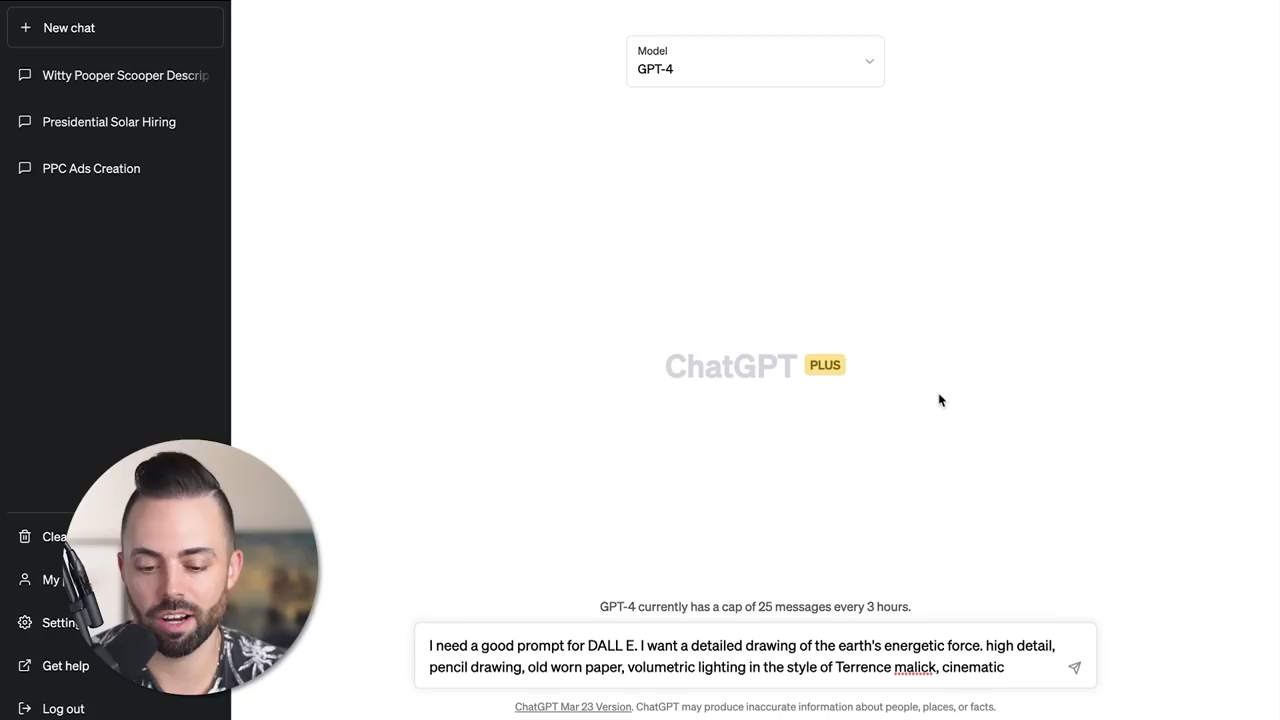 New chat
Witty Pooper Scooper Descrip
Presidential Solar Hiring
PPC Ads Creation
Clea
My
Setting
Get help
Log out
Model
GPT-4
ChatGPT PLUS
GPT-4 currently has a cap of 25 messages every 3 hours.
I need a good prompt for DALL E. I want a detailed drawing of the earth's energetic force. high detail,
pencil drawing, old worn paper, volumetric lighting in the style of Terrence malick, cinematic
ChatGPT Mar 23 Version. ChatGPT may produce inaccurate information about people, places, or facts.